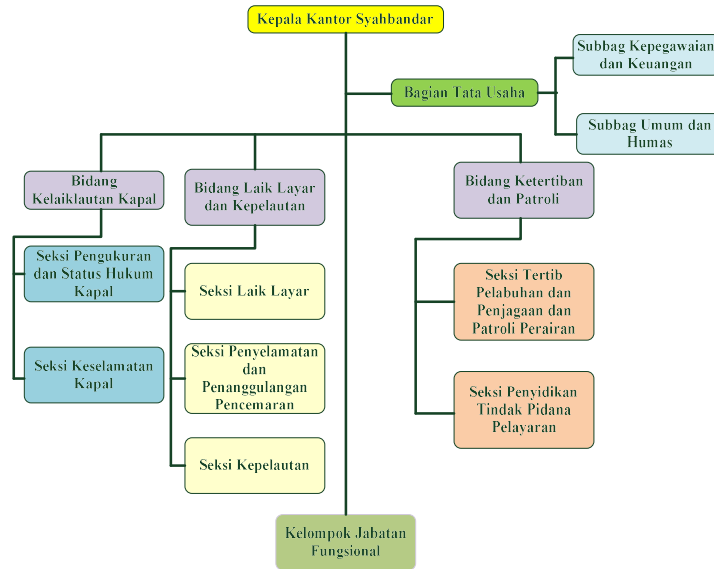 Kepala Kantor Syahbandar
Subbag Kepegawaian
dan Keuangan
Bagian Tata Usaha
Subbag Umum dan
Humas
Bidang
Kelaiklautan Kapal
Bidang Laik Layar
dan Kepelautan
Bidang Ketertiban
dan Patroli
Seksi Pengukuran
dan Status Hukum
Kapal
Seksi Keselamatan
Kapal
Seksi Laik Layar
Seksi Penyelamatan
dan
Penanggulangan
Pencemaran
Seksi Kepelautan
Seksi Tertib
Pelabuhan dan
Penjagaan dan
Patroli Perairan
Seksi Penyidikan
Tindak Pidana
Pelayaran
Kelompok Jabatan
Fungsional